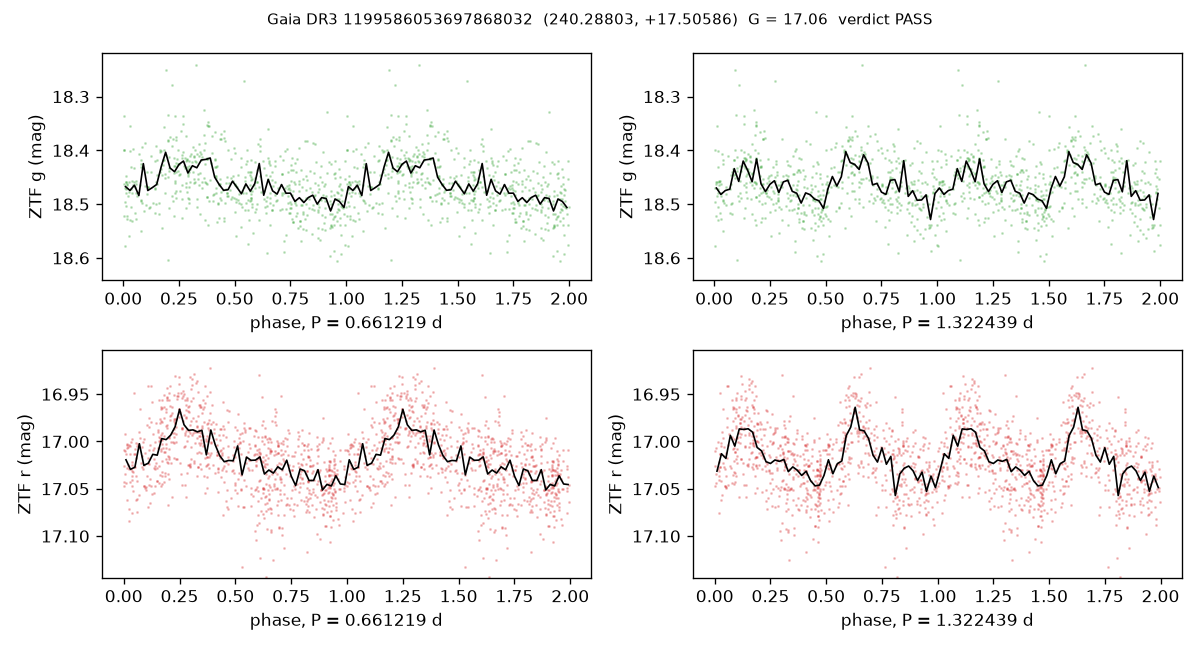 Gaia DR3 1199586053697868032 (240.28803, +17.50586) G = 17.06 verdict PASS
ZTF g (mag)
18.3
18.4
18.5
18.6
0.00 0.25 0.50 0.75 1.00 1.25 1.50 1.75 2.00
phase, P = 0.661219 d
ZTF g (mag)
18.3
18.4
18.5
18.6
0.00 0.25 0.50 0.75 1.00 1.25 1.50 1.75 2.00
phase, P = 1.322439 d
ZTF r (mag)
16.95
17.00
17.05
17.10
0.00 0.25 0.50 0.75 1.00 1.25 1.50 1.75 2.00
phase, P = 0.661219 d
ZTF r (mag)
16.95
17.00
17.05
17.10
0.00 0.25 0.50 0.75 1.00 1.25 1.50 1.75 2.00
phase, P = 1.322439 d